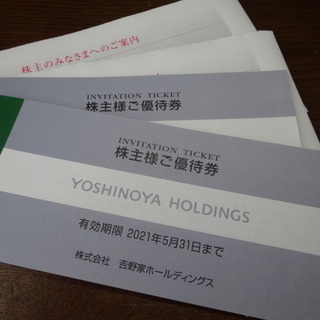 株主のみなさまへのご案内
INVITATION TICKET
株主様ご優待券
INVITATION TICKET
株主様ご優待券
YOSHINOYA HOLDINGS
有効期限 2021年5月31日まで
株式会社 吉野家ホールディングス